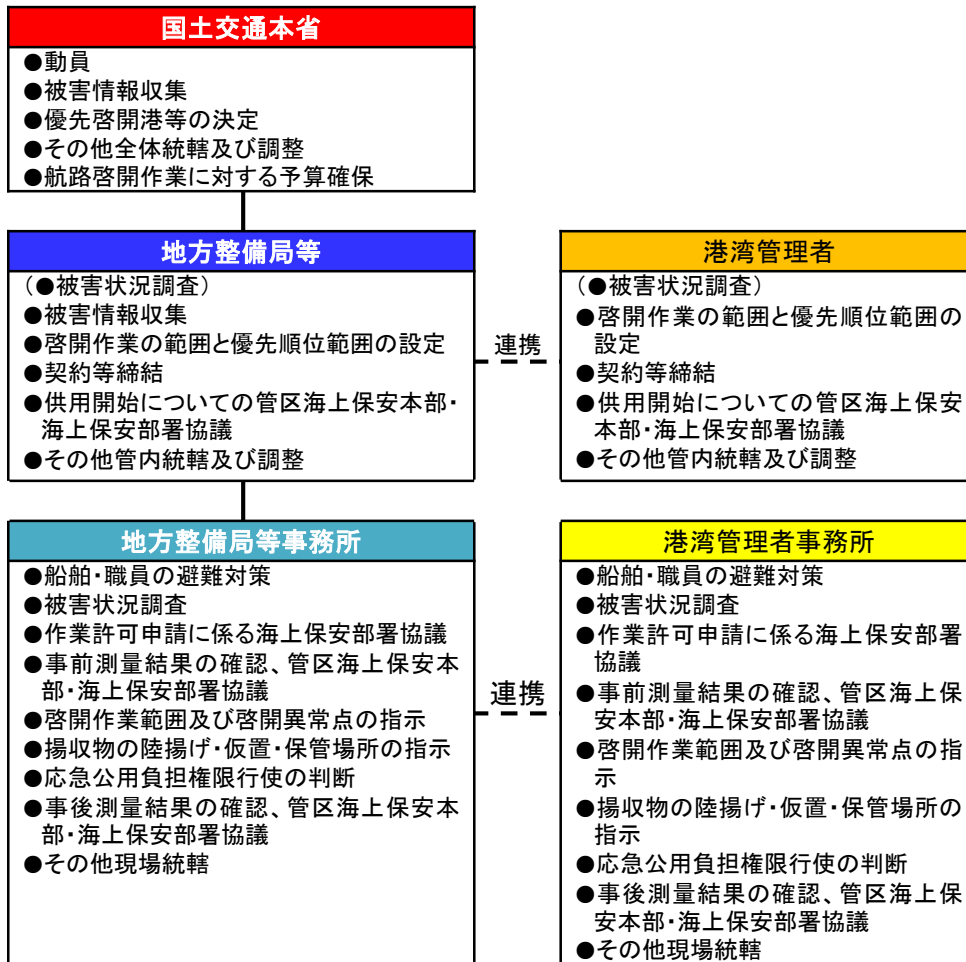 国土交通本省
●動員
●被害情報収集
●優先啓開港等の決定
●その他全体統轄及び調整
●航路啓開作業に対する予算確保
地方整備局等
(●被害状況調査)
●被害情報収集
●啓開作業の範囲と優先順位範囲の設定
●契約等締結
●供用開始についての管区海上保安本部・
海上保安部署協議
●その他管内統轄及び調整
連携
港湾管理者
(●被害状況調査)
●啓開作業の範囲と優先順位範囲の
設定
●契約等締結
●供用開始についての管区海上保安
本部・海上保安部署協議
●その他管内統轄及び調整
地方整備局等事務所
●船舶・職員の避難対策
●被害状況調査
●作業許可申請に係る海上保安部署協議
●事前測量結果の確認、管区海上保安本
部・海上保安部署協議
●啓開作業範囲及び啓開異常点の指示
●揚収物の陸揚げ・仮置・保管場所の指示
●応急公用負担権限行使の判断
●事後測量結果の確認、管区海上保安本
部・海上保安部署協議
●その他現場統轄
連携
港湾管理者事務所
●船舶・職員の避難対策
●被害状況調査
●作業許可申請に係る海上保安部署
協議
●事前測量結果の確認、管区海上保
安本部・海上保安部署協議
●啓開作業範囲及び啓開異常点の指
示
●揚収物の陸揚げ・仮置・保管場所の
指示
●応急公用負担権限行使の判断
●事後測量結果の確認、管区海上保
安本部・海上保安部署協議
●その他現場統轄